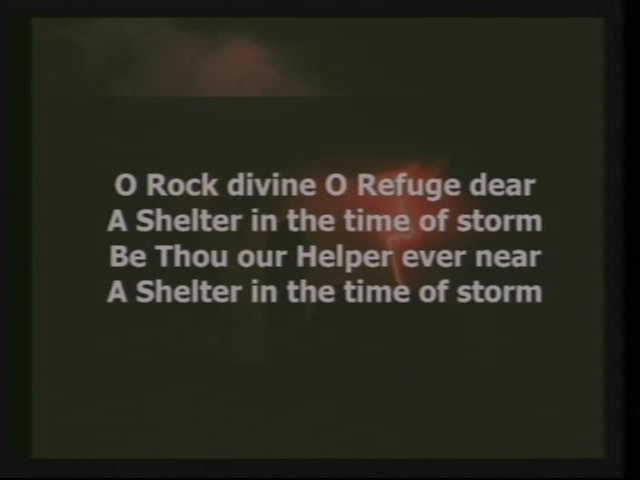 O Rock divine O Refuge dear
A Shelter in the time of storm
Be Thou our Helper ever near
A Shelter in the time of storm